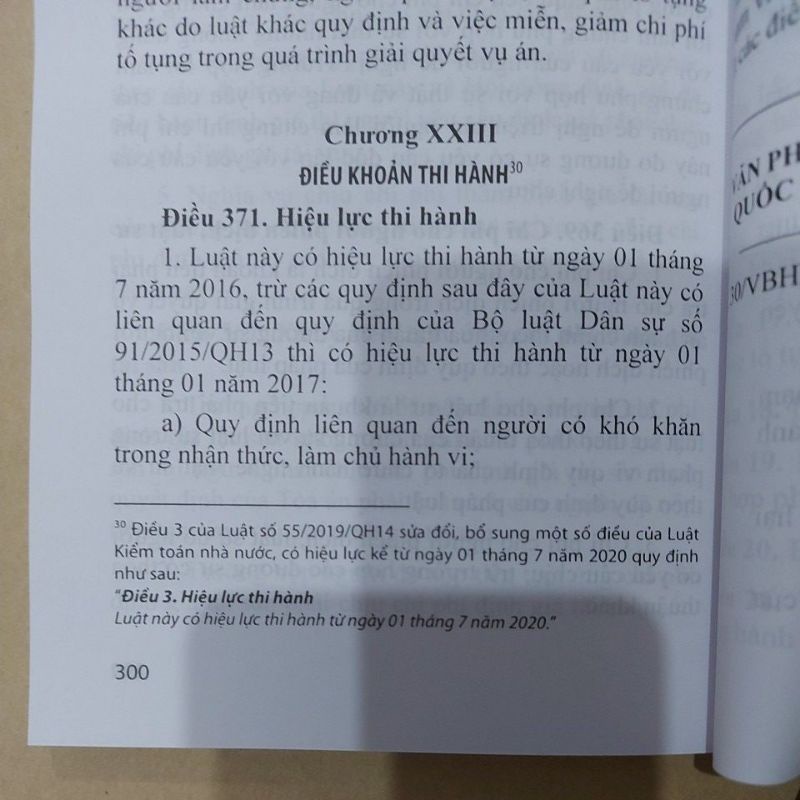 khác do luật khác quy định và việc miễn, giảm chi phí
tố tụng trong quá trình giải quyết vụ án.
Chương XXIII
ĐIỀU KHOẢN THI HÀNH30
Điều 371. Hiệu lực thi hành
1. Luật này có hiệu lực thi hành từ ngày 01 tháng
7 năm 2016, trừ các quy định sau đây của Luật này có
liên quan đến quy định của Bộ luật Dân sự số
91/2015/QH13 thì có hiệu lực thi hành từ ngày 01
tháng 01 năm 2017:
a) Quy định liên quan đến người có khó khăn
trong nhận thức, làm chủ hành vi;
30 Điều 3 của Luật số 55/2019/QH14 sửa đổi, bổ sung một số điều của Luật
Kiểm toán nhà nước, có hiệu lực kể từ ngày 01 tháng 7 năm 2020 quy định
như sau:
"Điều 3. Hiệu lực thi hành
Luật này có hiệu lực thi hành từ ngày 01 tháng 7 năm 2020."
300
VĂN PH
QUỐC
30/VBH